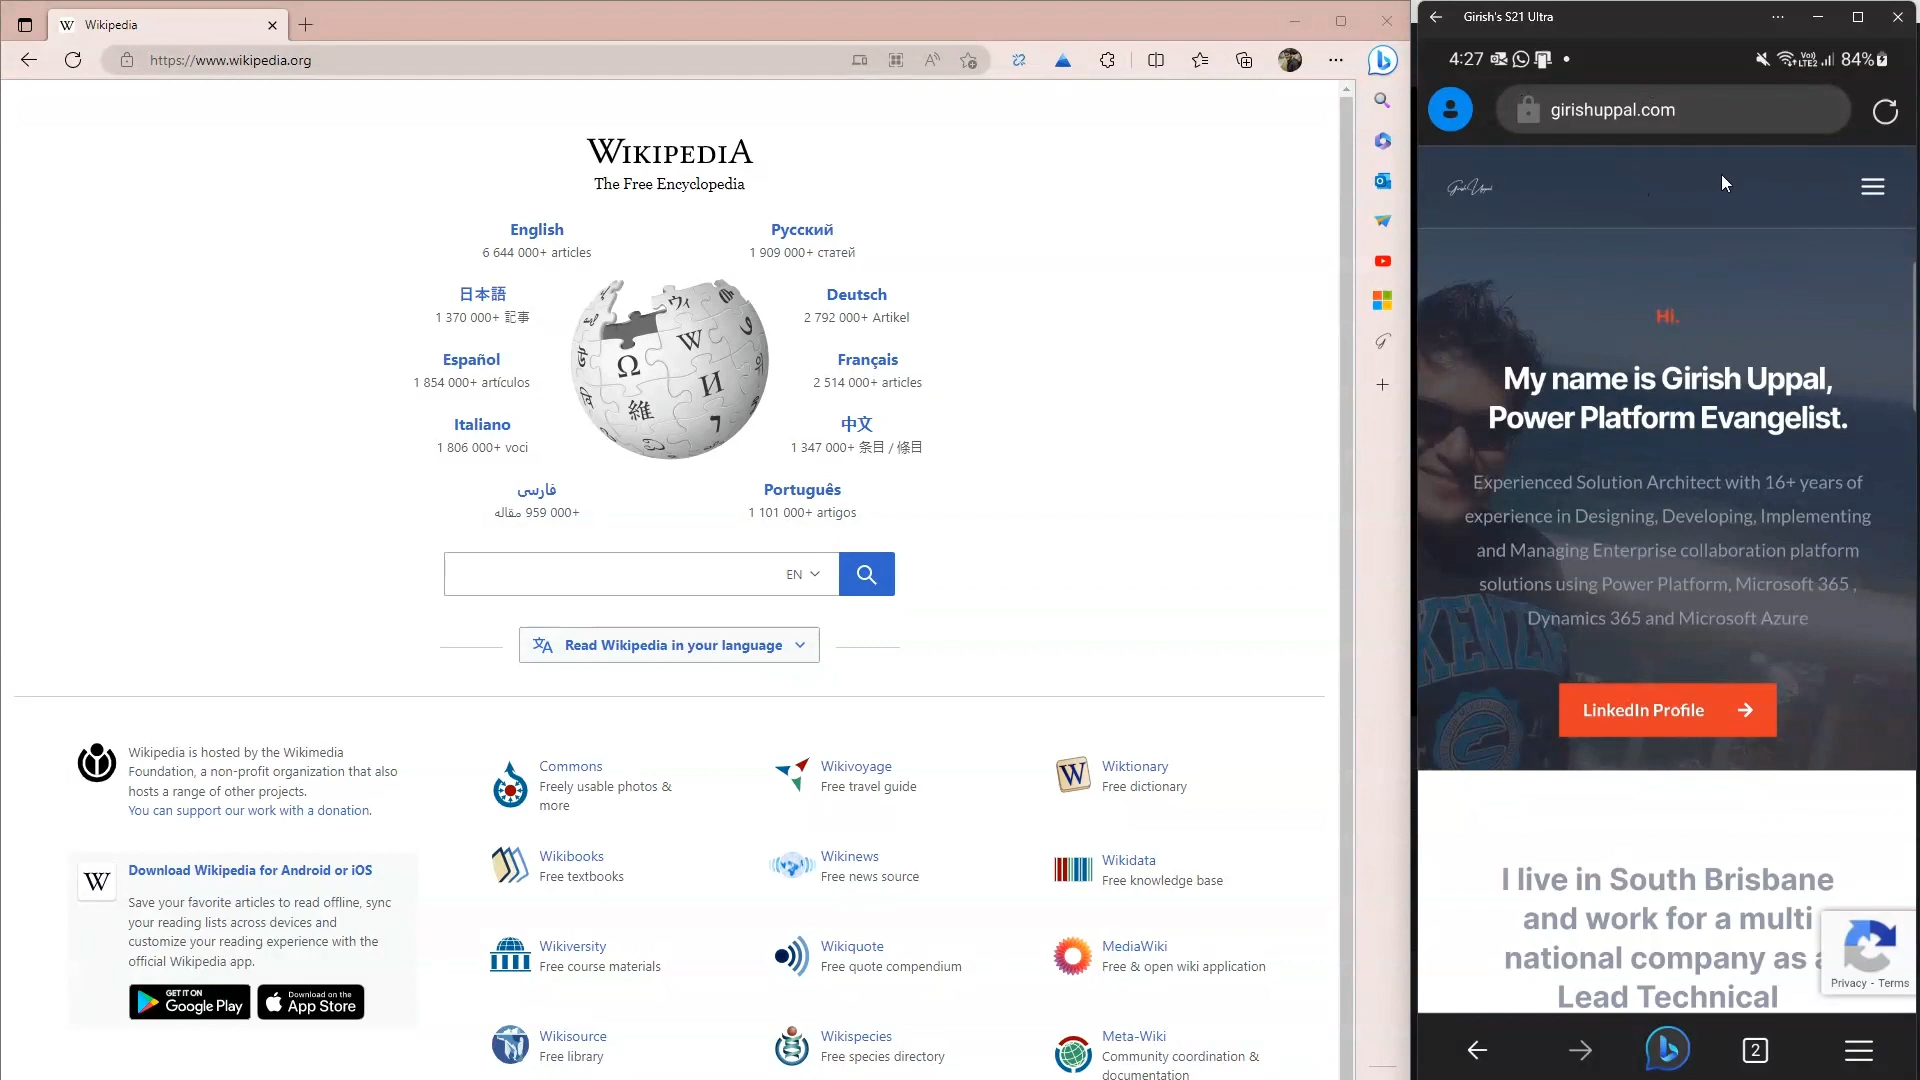 Wikipedia
https://www.wikipedia.org
WIKIPEDIA
The Free Encyclopedia
English
6 644 000+ articles
Русский
1 909 000+ статей
日本語
1 370 000+ 記事
Deutsch
2 792 000+ Artikel
Español
1 854 000+ artículos
Français
2 514 000+ articles
Italiano
1 806 000+ voci
中文
1 347 000+ 条目 / 條目
فارسی
۹۵۹ 000+ مقاله
Português
1 101 000+ artigos
EN
Read Wikipedia in your language
Wikipedia is hosted by the Wikimedia
Foundation, a non-profit organization that also
hosts a range of other projects.
You can support our work with a donation.
Download Wikipedia for Android or iOS
Save your favorite articles to read offline, sync
your reading lists across devices and
customize your reading experience with the
official Wikipedia app.
GET IT ON
Google Play
Download on the
App Store
Commons
Freely usable photos &
more
Wikivoyage
Free travel guide
Wiktionary
Free dictionary
Wikibooks
Free textbooks
Wikinews
Free news source
Wikidata
Free knowledge base
Wikiversity
Free course materials
Wikiquote
Free quote compendium
MediaWiki
Free & open wiki application
Wikisource
Free library
Wikispecies
Free species directory
Meta-Wiki
Community coordination &
documentation
Girish's S21 Ultra
4:27
84%
girishuppal.com
Girish Uppal
Hi.
My name is Girish Uppal,
Power Platform Evangelist.
Experienced Solution Architect with 16+ years of
experience in Designing, Developing, Implementing
and Managing Enterprise collaboration platform
solutions using Power Platform, Microsoft 365 ,
Dynamics 365 and Microsoft Azure
LinkedIn Profile
I live in South Brisbane
and work for a multi
national company as a
Lead Technical
Privacy - Terms
2